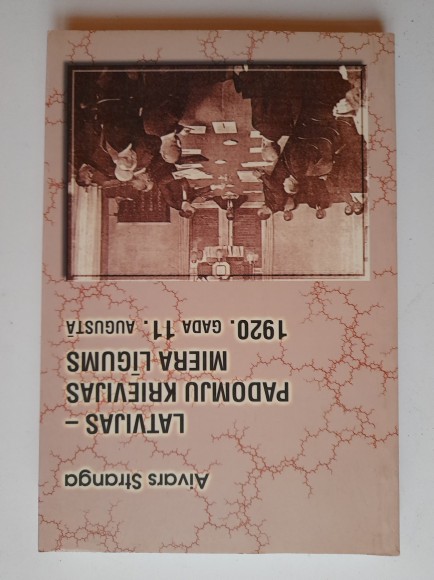 Aivars Stranga
LATVIJAS –
PADOMJU KRIEVIJAS
MIERA LĪGUMS
1920. GADA 11. AUGUSTĀ